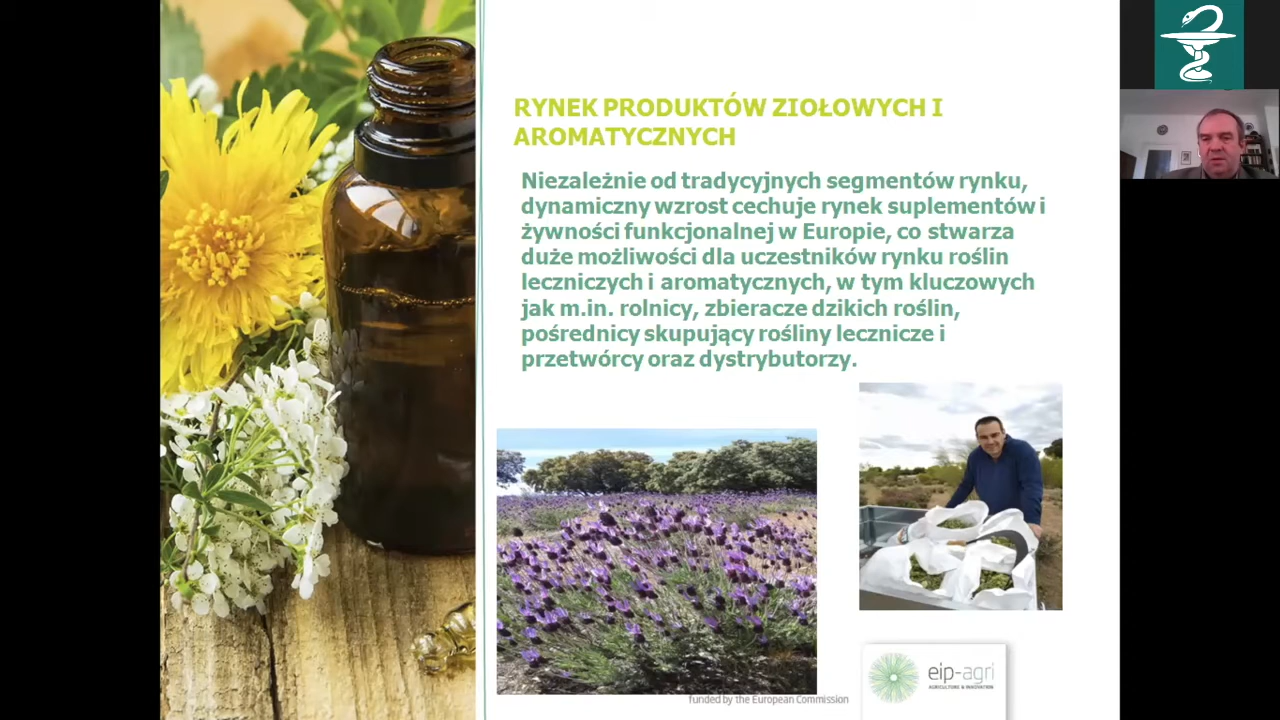 RYNEK PRODUKTÓW ZIOŁOWYCH I
AROMATYCZNYCH
Niezależnie od tradycyjnych segmentów rynku,
dynamiczny wzrost cechuje rynek suplementów i
żywności funkcjonalnej w Europie, co stwarza
duże możliwości dla uczestników rynku roślin
leczniczych i aromatycznych, w tym kluczowych
jak m.in. rolnicy, zbieracze dzikich roślin,
pośrednicy skupujący rośliny lecznicze i
przetwórcy oraz dystrybutorzy.
eip-agri
AGRICULTURE & INNOVATION
funded by the European Commission